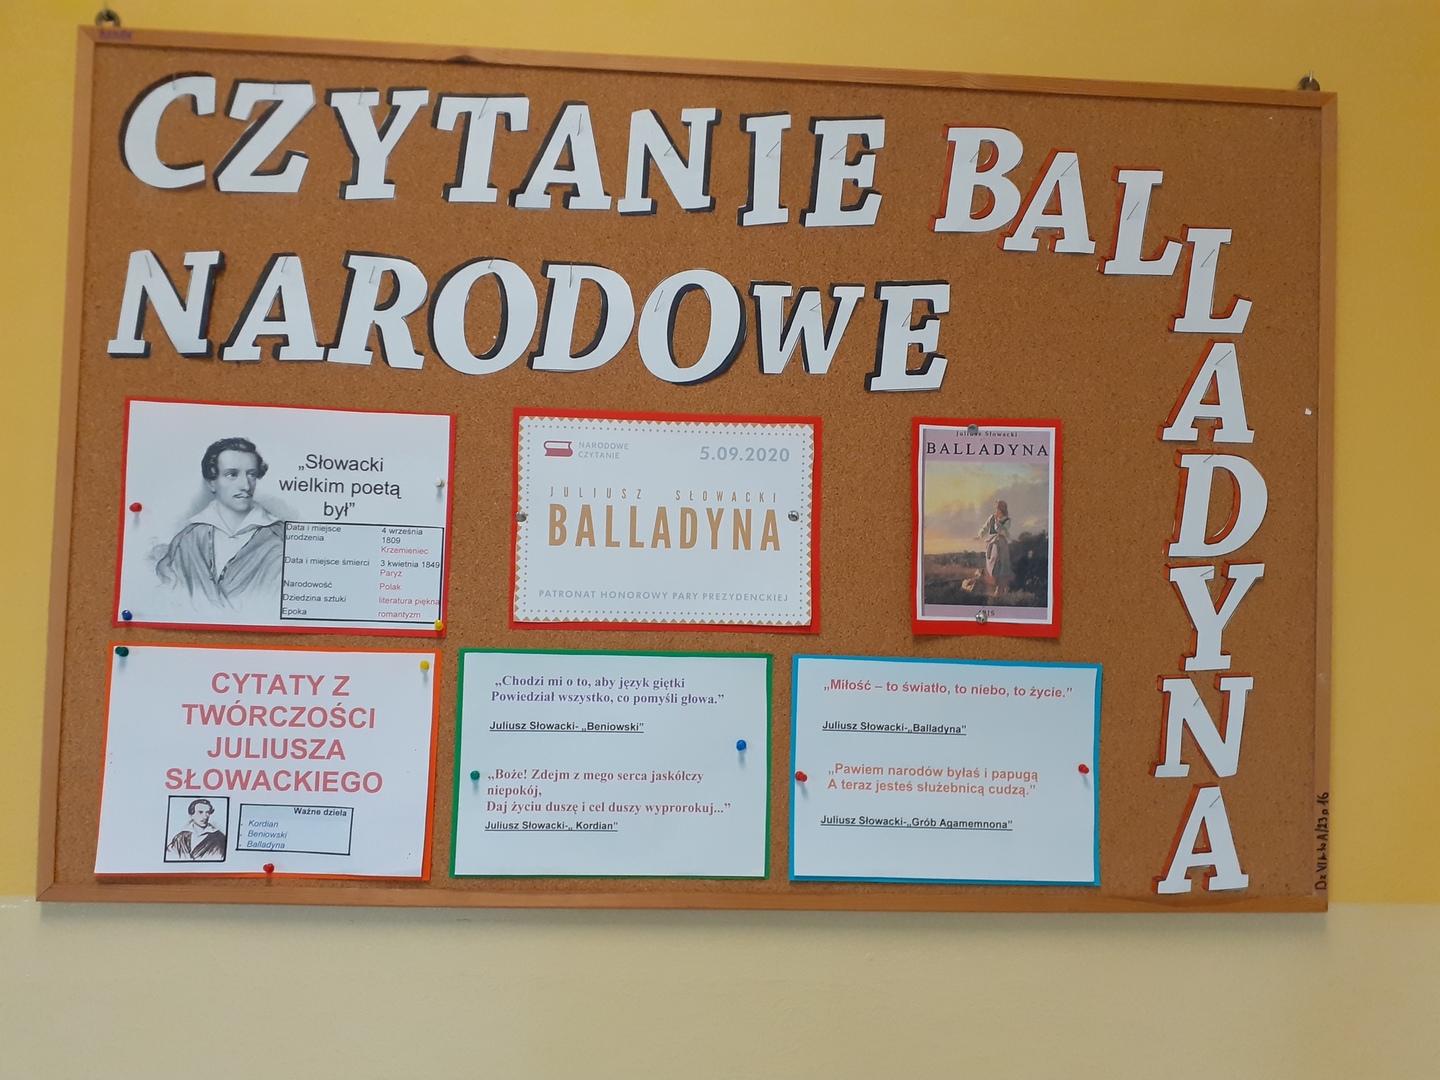 CZYTANIE
NARODOWE
BALLADYNA
„Słowacki
wielkim poetą
był”
Data i miejsce urodzenia 4 września 1809 Krzemieniec
Data i miejsce śmierci 3 kwietnia 1849 Paryż
Narodowość Polak
Dziedzina sztuki literatura piękna
Epoka romantyzm
NARODOWE
CZYTANIE
5.09.2020
JULIUSZ SŁOWACKI
BALLADYNA
PATRONAT HONOROWY PARY PREZYDENCKIEJ
Juliusz Słowacki
BALLADYNA
CYTATY Z
TWÓRCZOŚCI
JULIUSZA
SŁOWACKIEGO
Ważne dzieła
- Kordian
- Beniowski
- Balladyna
„Chodzi mi o to, aby język giętki
Powiedział wszystko, co pomyśli głowa.”
Juliusz Słowacki- „Beniowski”
„Boże! Zdejm z mego serca jaskółczy
niepokój,
Daj życiu duszę i cel duszy wyprorokuj...”
Juliusz Słowacki-„ Kordian”
„Miłość – to światło, to niebo, to życie.”
Juliusz Słowacki-„Balladyna”
„Pawiem narodów byłaś i papugą
A teraz jesteś służebnicą cudzą.”
Juliusz Słowacki-„Grób Agamemnona”